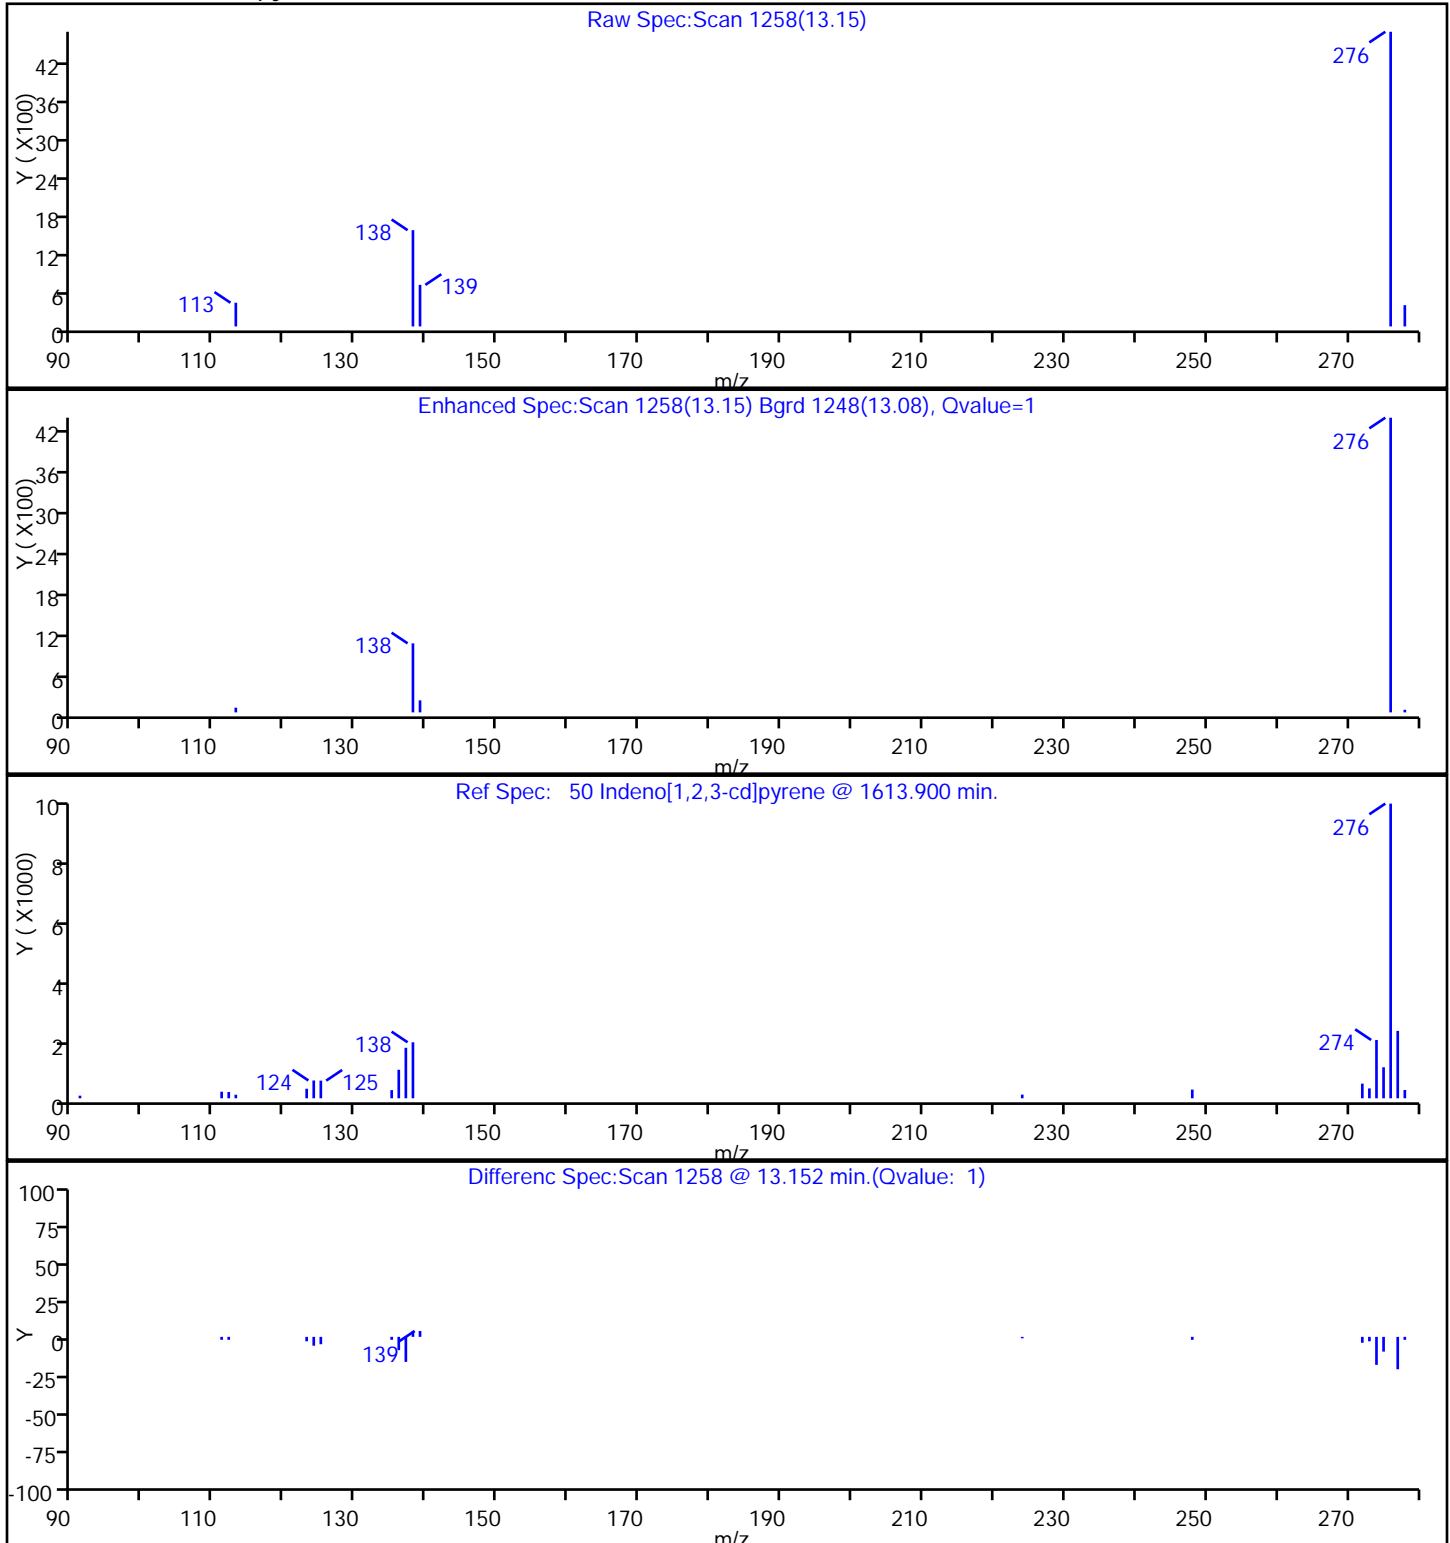 Raw Spec:Scan 1258(13.15)
Y ( X100)
42
36
30
24
18
12
6
0
276
138
139
113
90 110 130 150 170 190 210 230 250 270
m/z
Enhanced Spec:Scan 1258(13.15) Bgrd 1248(13.08), Qvalue=1
Y ( X100)
42
36
30
24
18
12
6
0
276
138
90 110 130 150 170 190 210 230 250 270
m/z
Ref Spec: 50 Indeno[1,2,3-cd]pyrene @ 1613.900 min.
Y ( X1000)
10
8
6
4
2
0
276
138
274
124
125
90 110 130 150 170 190 210 230 250 270
m/z
Differenc Spec:Scan 1258 @ 13.152 min.(Qvalue: 1)
Y
100
75
50
25
0
-25
-50
-75
-100
139
90 110 130 150 170 190 210 230 250 270
m/z